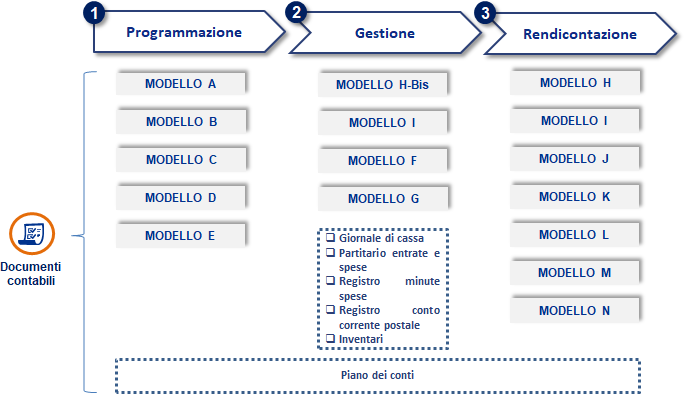 1
Programmazione
2
Gestione
3
Rendicontazione
MODELLO A
MODELLO B
MODELLO C
MODELLO D
MODELLO E
MODELLO H-Bis
MODELLO I
MODELLO F
MODELLO G
❑ Giornale di cassa
❑ Partitario entrate e
spese
❑ Registro minute
spese
❑ Registro conto
corrente postale
❑ Inventari
MODELLO H
MODELLO I
MODELLO J
MODELLO K
MODELLO L
MODELLO M
MODELLO N
Documenti
contabili
Piano dei conti